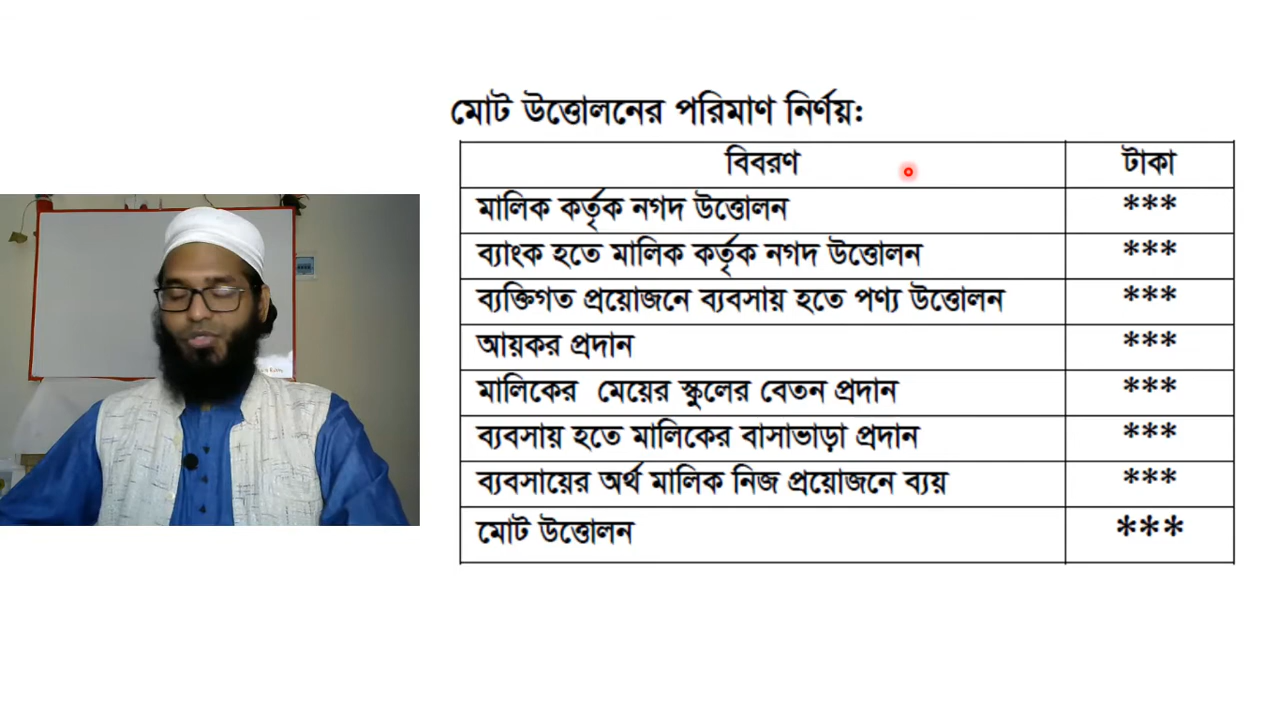 মোট উত্তোলনের পরিমাণ নির্ণয়:
বিবরণ টাকা
মালিক কর্তৃক নগদ উত্তোলন ***
ব্যাংক হতে মালিক কর্তৃক নগদ উত্তোলন ***
ব্যক্তিগত প্রয়োজনে ব্যবসায় হতে পণ্য উত্তোলন ***
আয়কর প্রদান ***
মালিকের মেয়ের স্কুলের বেতন প্রদান ***
ব্যবসায় হতে মালিকের বাসাভাড়া প্রদান ***
ব্যবসায়ের অর্থ মালিক নিজ প্রয়োজনে ব্যয় ***
মোট উত্তোলন ***